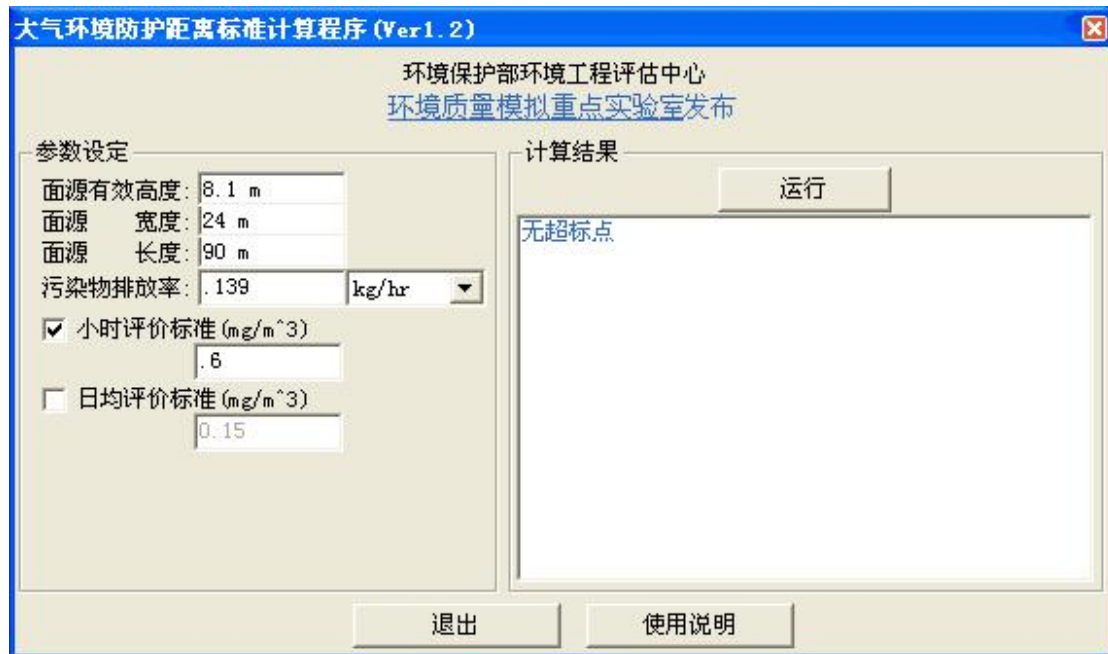 大气环境防护距离标准计算程序(Ver1.2)
环境保护部环境工程评估中心
环境质量模拟重点实验室发布
参数设定
面源有效高度: 8.1 m
面源 宽度: 24 m
面源 长度: 90 m
污染物排放率: .139 kg/hr
小时评价标准(mg/m^3)
.6
日均评价标准(mg/m^3)
0.15
计算结果
运行
无超标点
退出
使用说明